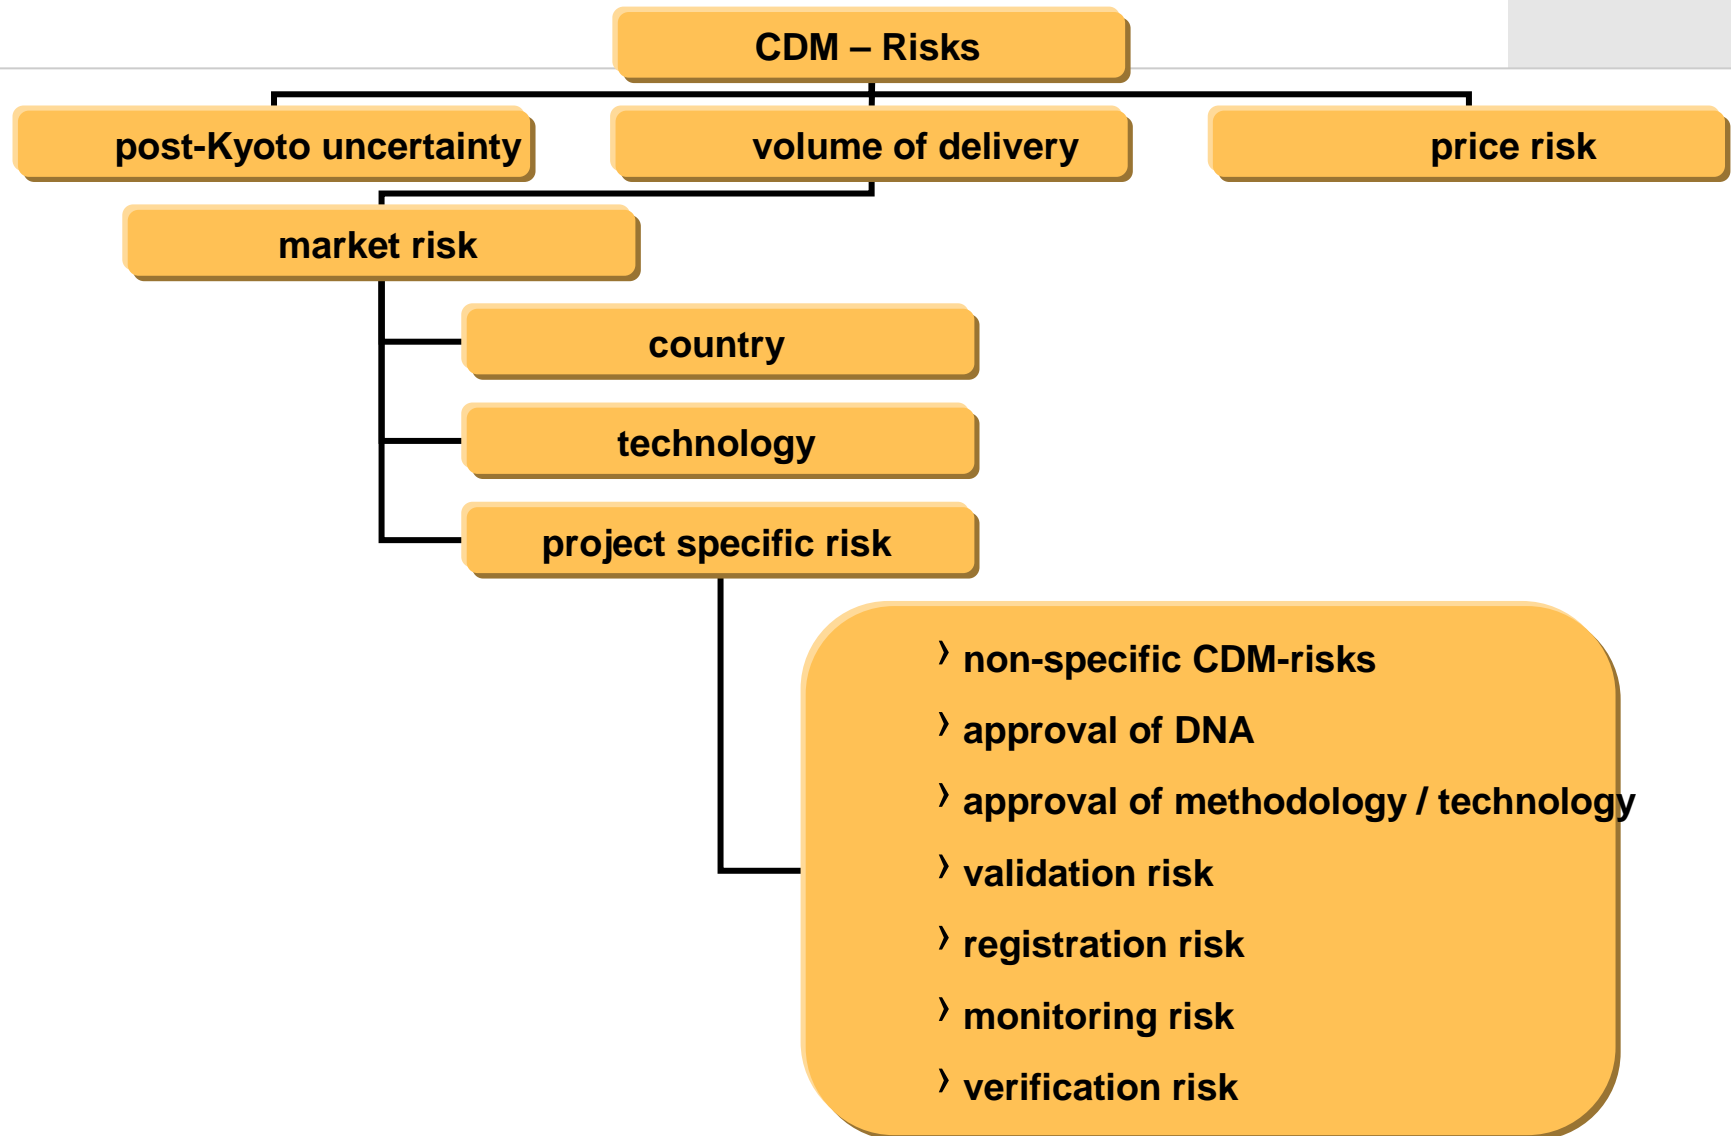 CDM – Risks
post-Kyoto uncertainty
volume of delivery
price risk
market risk
country
technology
project specific risk
› non-specific CDM-risks
› approval of DNA
› approval of methodology / technology
› validation risk
› registration risk
› monitoring risk
› verification risk